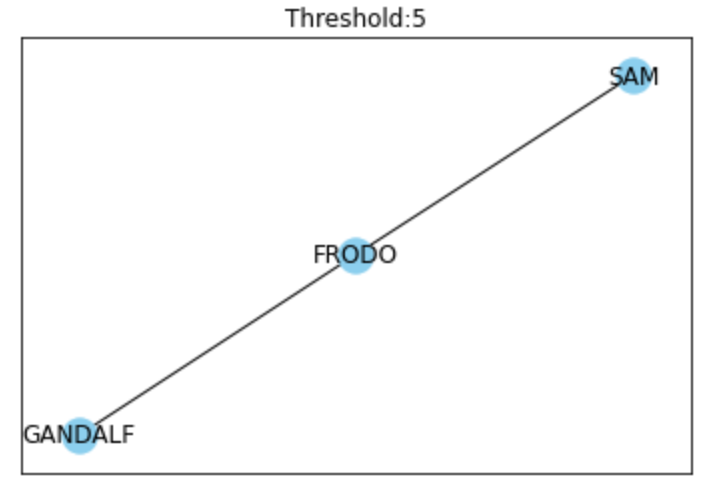 Threshold:5
SAM
FRODO
GANDALF